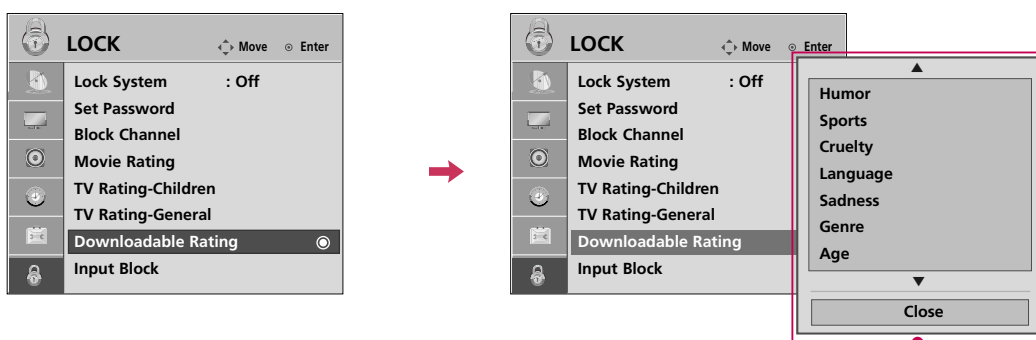 LOCK
Move Enter
Lock System : Off
Set Password
Block Channel
Movie Rating
TV Rating-Children
TV Rating-General
Downloadable Rating
Input Block
LOCK
Move Enter
Lock System : Off
Set Password
Block Channel
Movie Rating
TV Rating-Children
TV Rating-General
Downloadable Rating
Input Block
Humor
Sports
Cruelty
Language
Sadness
Genre
Age
Close